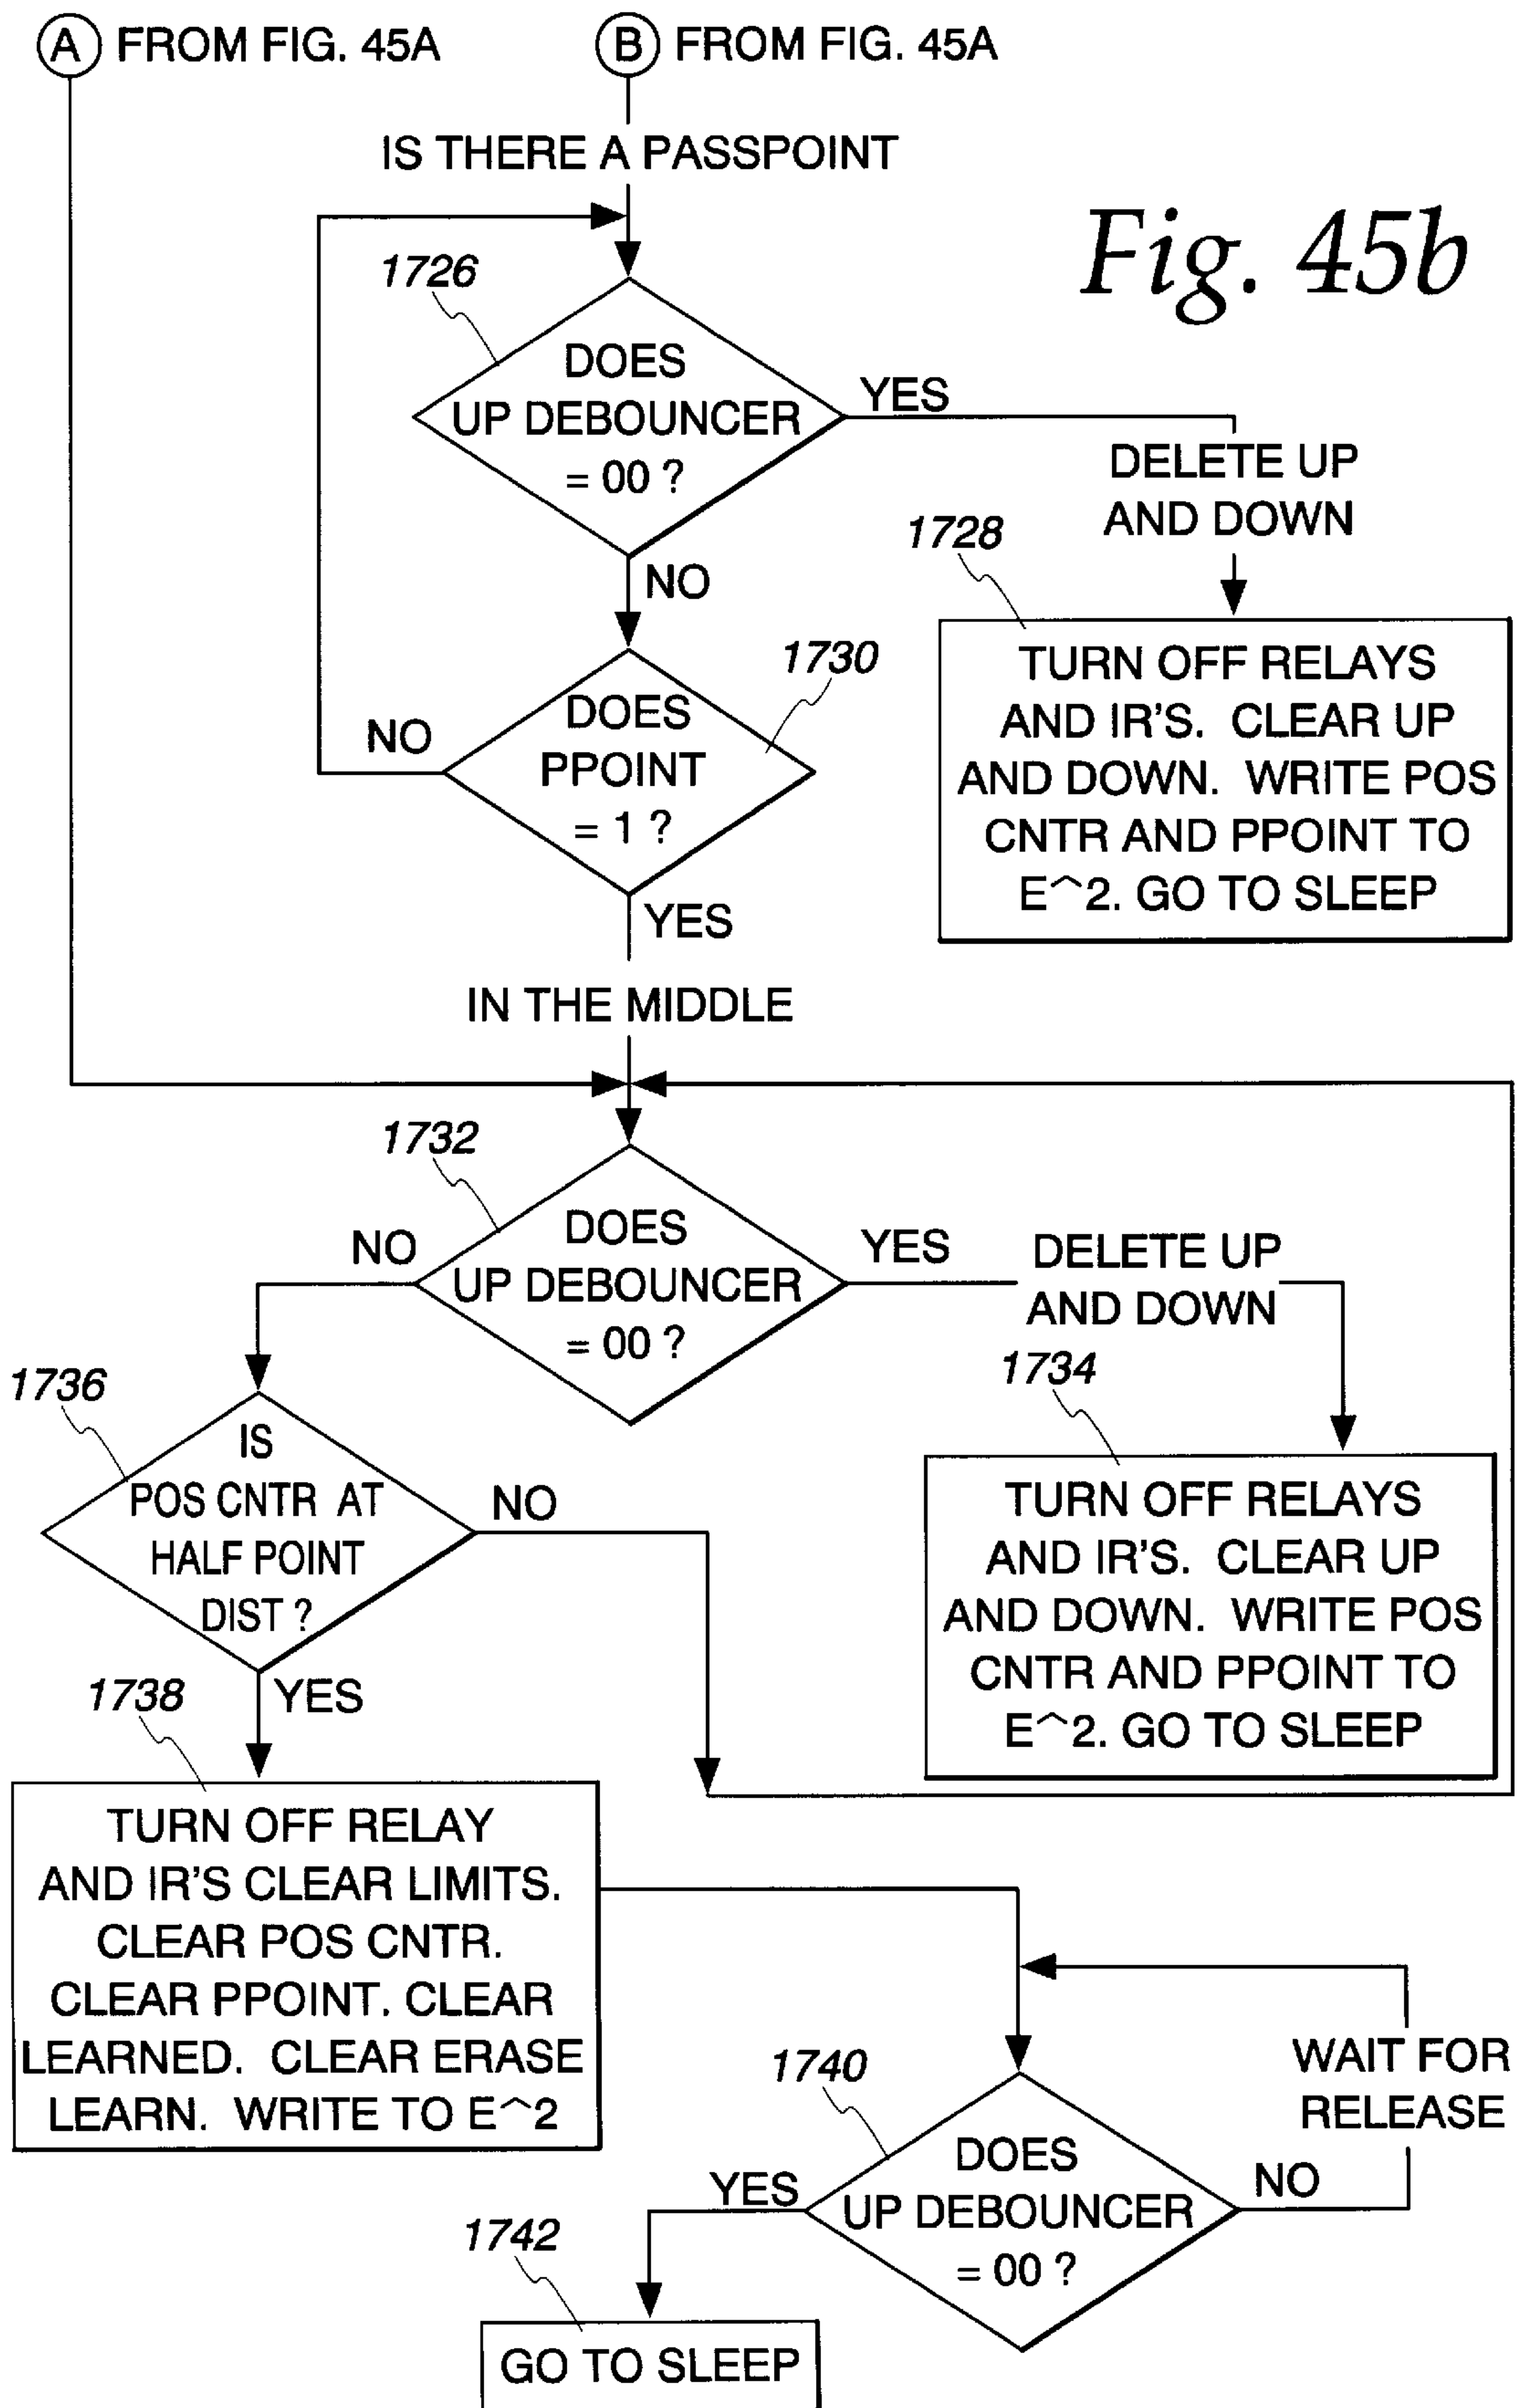 A FROM FIG. 45A
B FROM FIG. 45A
IS THERE A PASSPOINT
Fig. 45b
1726
DOES
UP DEBOUNCER
= 00 ?
YES
DELETE UP
AND DOWN
NO
1728
TURN OFF RELAYS
AND IR'S. CLEAR UP
AND DOWN. WRITE POS
CNTR AND PPOINT TO
E^2. GO TO SLEEP
1730
DOES
PPOINT
= 1 ?
NO
YES
IN THE MIDDLE
1732
DOES
UP DEBOUNCER
= 00 ?
NO
YES
DELETE UP
AND DOWN
1734
TURN OFF RELAYS
AND IR'S. CLEAR UP
AND DOWN. WRITE POS
CNTR AND PPOINT TO
E^2. GO TO SLEEP
1736
IS
POS CNTR AT
HALF POINT
DIST ?
NO
YES
1738
TURN OFF RELAY
AND IR'S CLEAR LIMITS.
CLEAR POS CNTR.
CLEAR PPOINT. CLEAR
LEARNED. CLEAR ERASE
LEARN. WRITE TO E^2
1740
DOES
UP DEBOUNCER
= 00 ?
WAIT FOR
RELEASE
NO
YES
1742
GO TO SLEEP